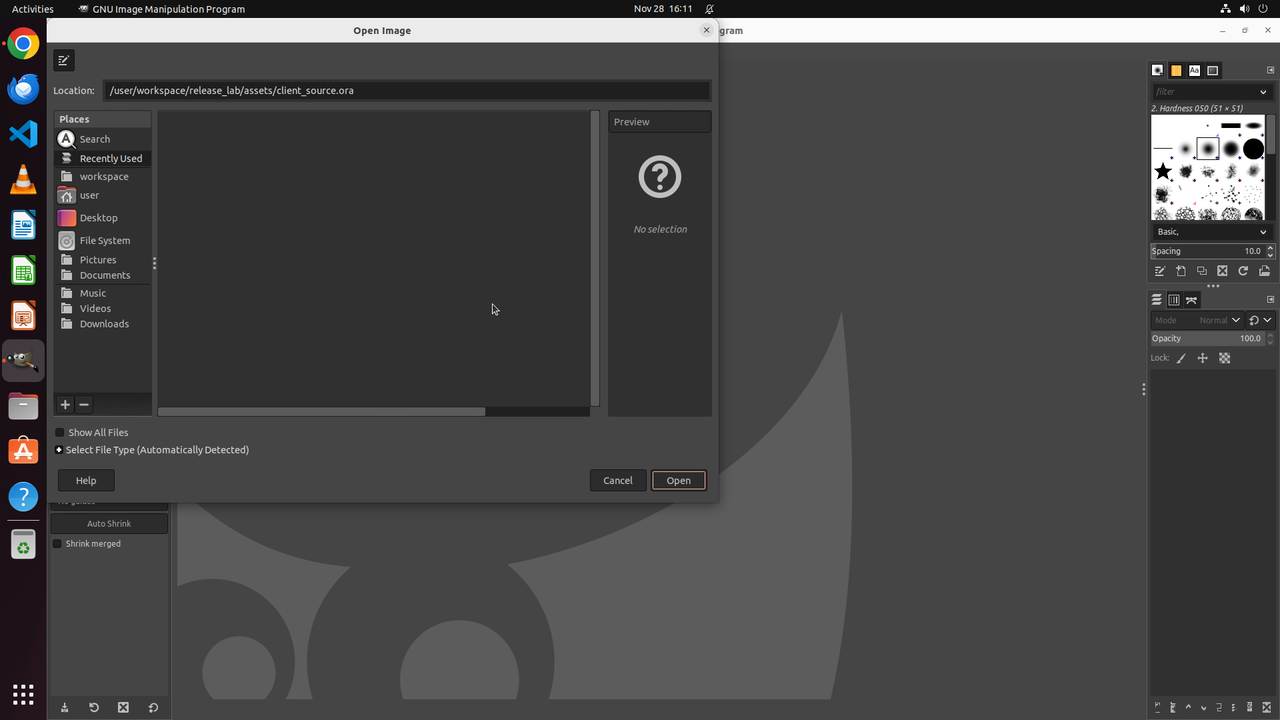 Activities
GNU Image Manipulation Program
Nov 28 16:11
Open Image
gram
Location:
/user/workspace/release_lab/assets/client_source.ora
Places
Search
Recently Used
workspace
user
Desktop
File System
Pictures
Documents
Music
Videos
Downloads
Preview
No selection
Show All Files
Select File Type (Automatically Detected)
Help
Cancel
Open
Auto Shrink
Shrink merged
filter
2. Hardness 050 (51 × 51)
Basic,
Spacing
10.0
Mode
Normal
Opacity
100.0
Lock: